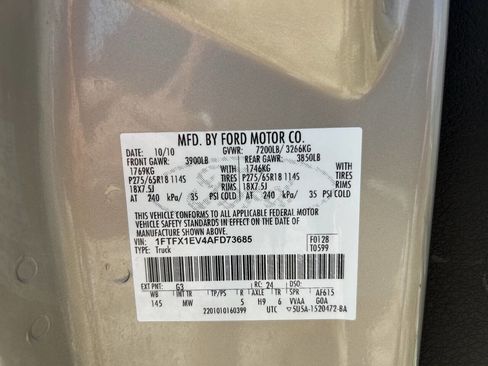 MFD. BY FORD MOTOR CO.
DATE: 10/10 GVWR: 7200LB/ 3266KG
FRONT GAWR: 3900LB REAR GAWR: 3850LB
1769KG WITH 1746KG WITH
P275/65R18 114S TIRES P275/65R18 114S TIRES
18X7.5J RIMS 18X7.5J RIMS
AT 240 kPa/ 35 PSI COLD AT 240 kPa/ 35 PSI COLD
THIS VEHICLE CONFORMS TO ALL APPLICABLE FEDERAL MOTOR
VEHICLE SAFETY STANDARDS IN EFFECT ON THE DATE OF
MANUFACTURE SHOWN ABOVE.
VIN: 1FTFX1EV4AFD73685 F0128
TYPE: Truck T0599
EXT PNT: G3 RC: 24 DSO:
WB INT TR TP/PS R AXLE TR SPR AF615
145 MW 5 H9 6 VVAA GOA
2201010160399 UTC ▽5U5A-1520472-BA